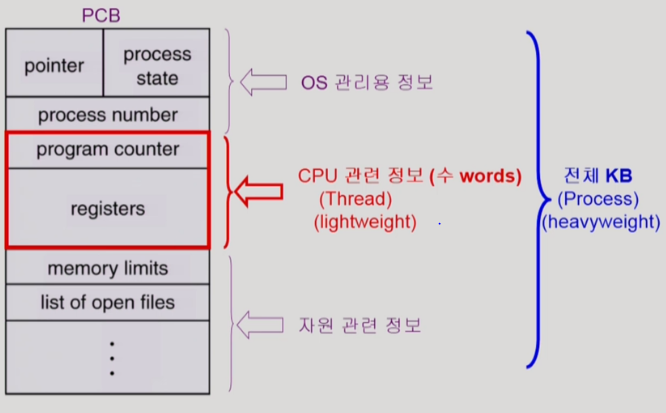 PCB
pointer
process
state
process number
program counter
registers
memory limits
list of open files
OS 관리용 정보
CPU 관련 정보 (수 words)
(Thread)
(lightweight)
자원 관련 정보
전체 KB
(Process)
(heavyweight)